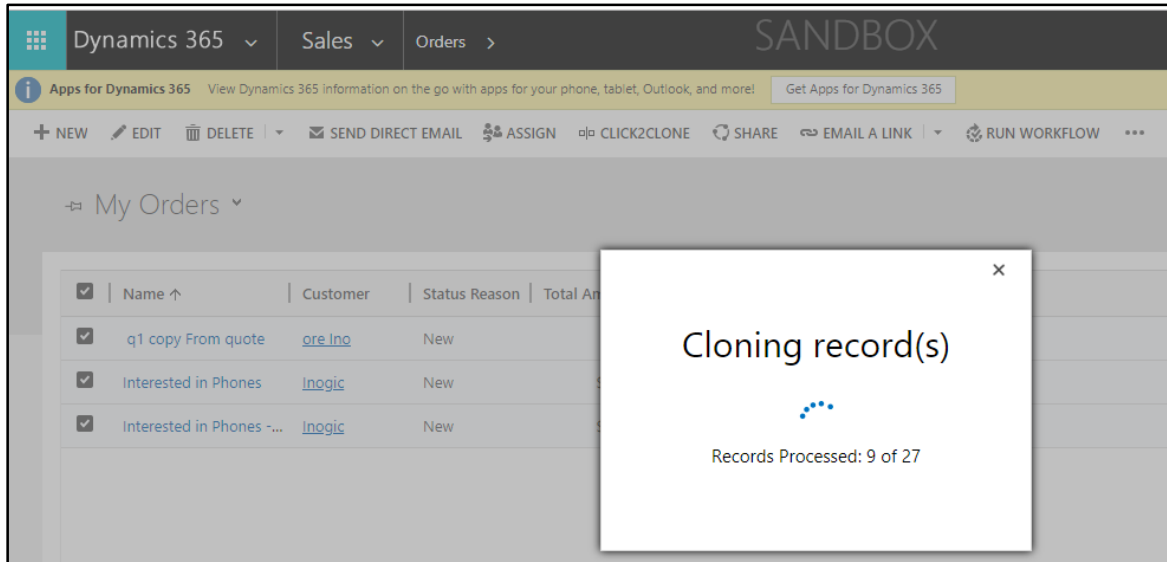 Dynamics 365 Sales Orders > SANDBOX
i Apps for Dynamics 365 View Dynamics 365 information on the go with apps for your phone, tablet, Outlook, and more! Get Apps for Dynamics 365
+ NEW EDIT DELETE SEND DIRECT EMAIL ASSIGN CLICK2CLONE SHARE EMAIL A LINK RUN WORKFLOW •••
My Orders
Name ↑ Customer Status Reason Total
q1 copy From quote ore Ino New
Interested in Phones Inogic New
Interested in Phones -... Inogic New
×
Cloning record(s)
Records Processed: 9 of 27